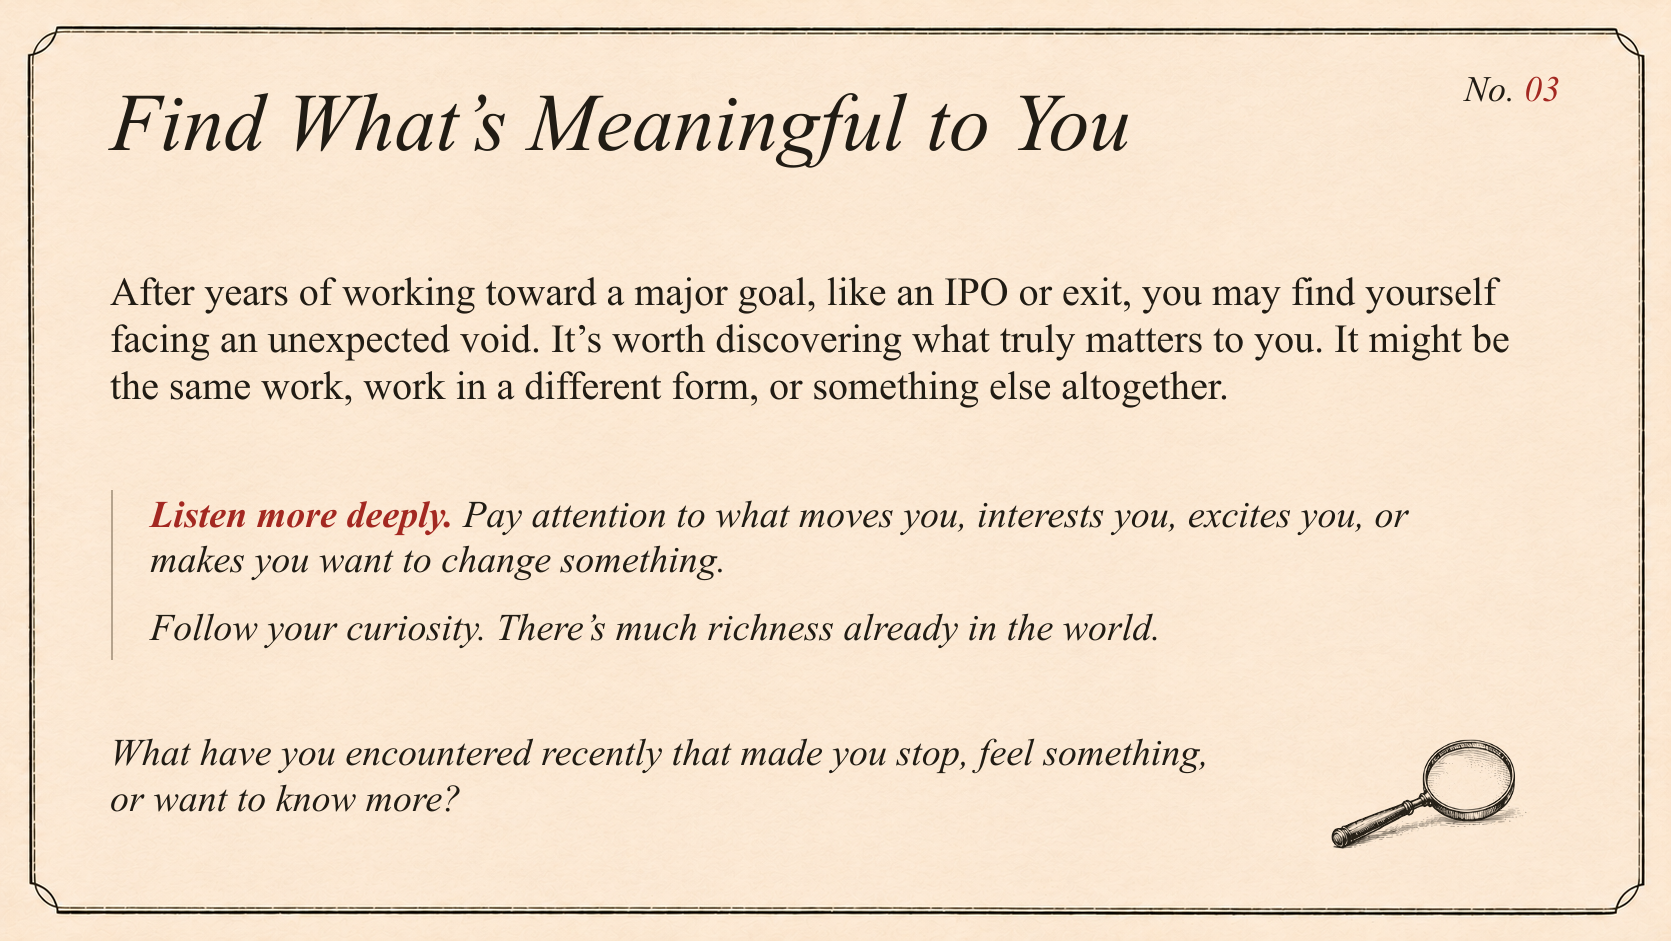 Find What’s Meaningful to You
No. 03
After years of working toward a major goal, like an IPO or exit, you may find yourself
facing an unexpected void. It’s worth discovering what truly matters to you. It might be
the same work, work in a different form, or something else altogether.
Listen more deeply. Pay attention to what moves you, interests you, excites you, or
makes you want to change something.
Follow your curiosity. There’s much richness already in the world.
What have you encountered recently that made you stop, feel something,
or want to know more?